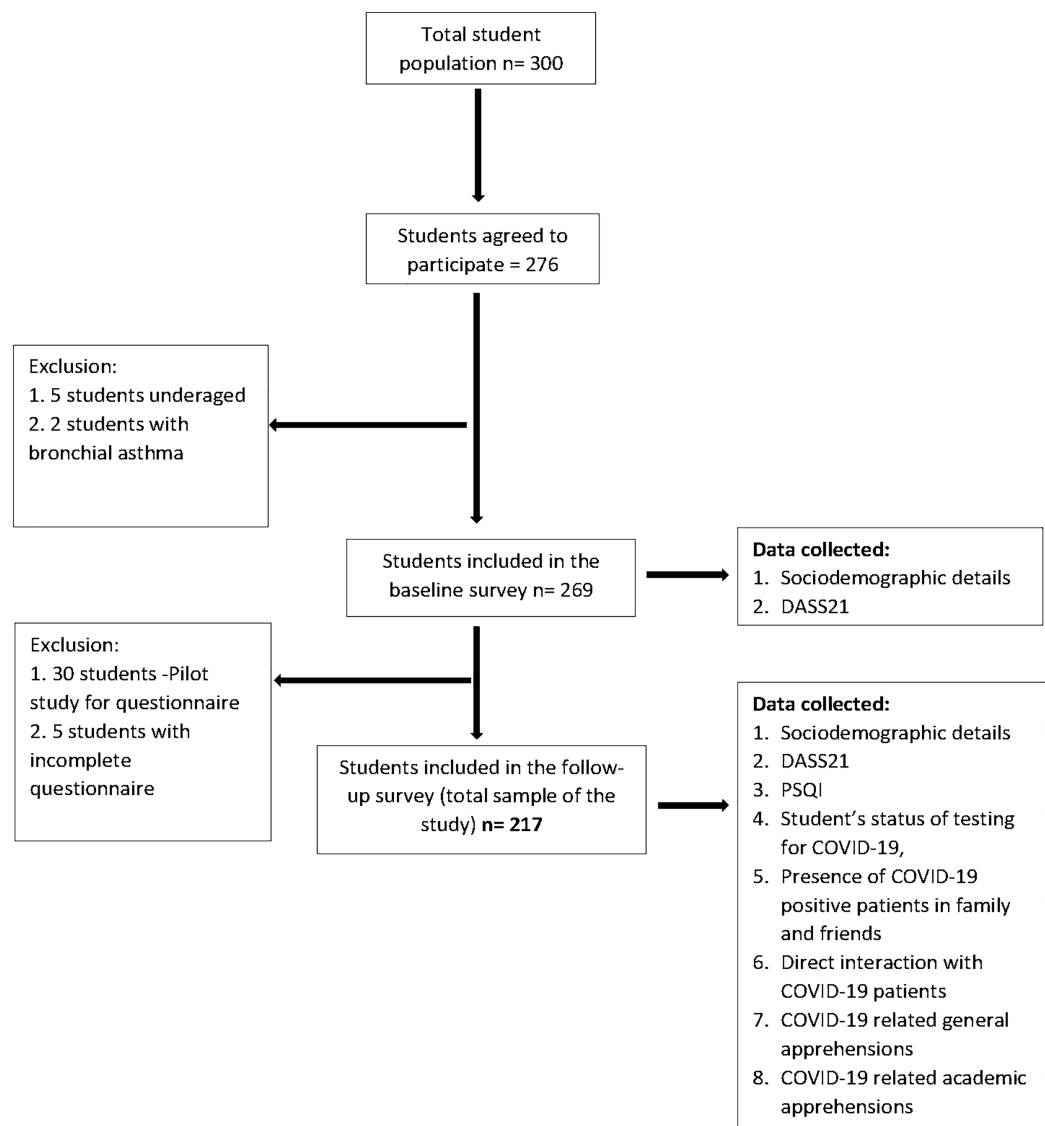 Total student
population n= 300
Students agreed to
participate = 276
Exclusion:
1. 5 students underaged
2. 2 students with
bronchial asthma
Students included in the
baseline survey n= 269
Data collected:
1. Sociodemographic details
2. DASS21
Exclusion:
1. 30 students -Pilot
study for questionnaire
2. 5 students with
incomplete
questionnaire
Students included in the follow-
up survey (total sample of the
study) n= 217
Data collected:
1. Sociodemographic details
2. DASS21
3. PSQI
4. Student’s status of testing
for COVID-19,
5. Presence of COVID-19
positive patients in family
and friends
6. Direct interaction with
COVID-19 patients
7. COVID-19 related general
apprehensions
8. COVID-19 related academic
apprehensions